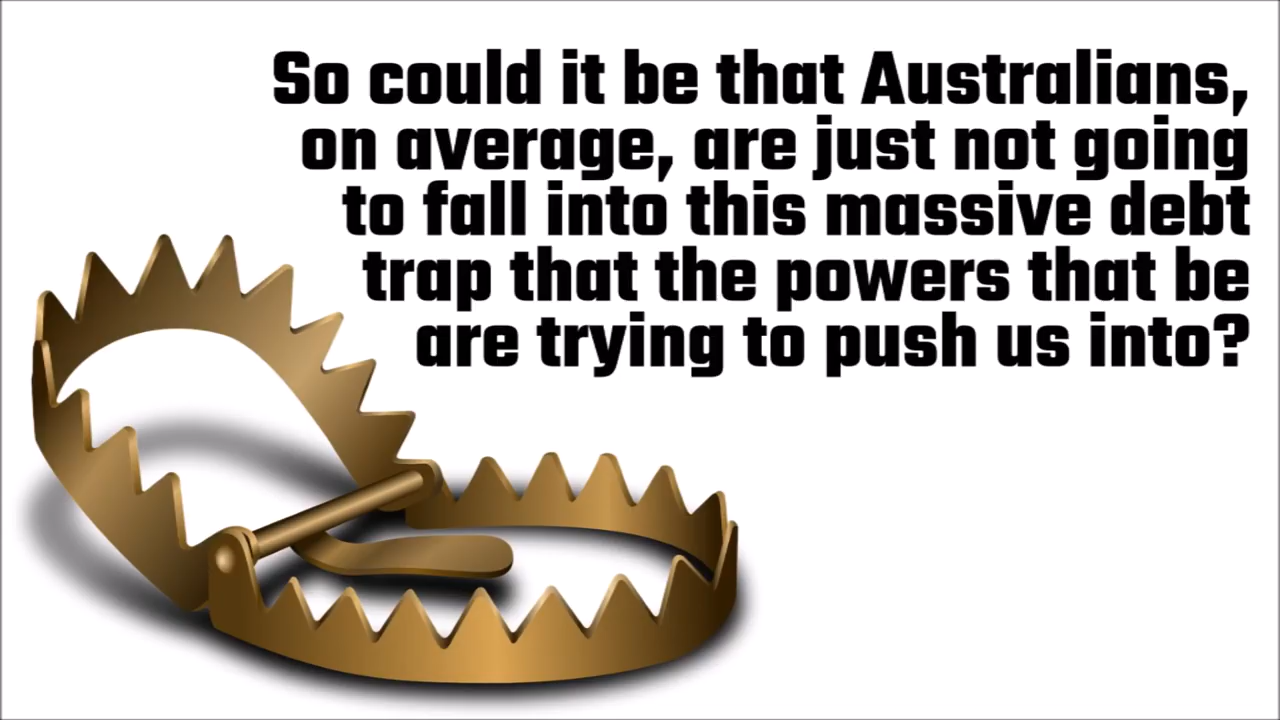 So could it be that Australians,
on average, are just not going
to fall into this massive debt
trap that the powers that be
are trying to push us into?